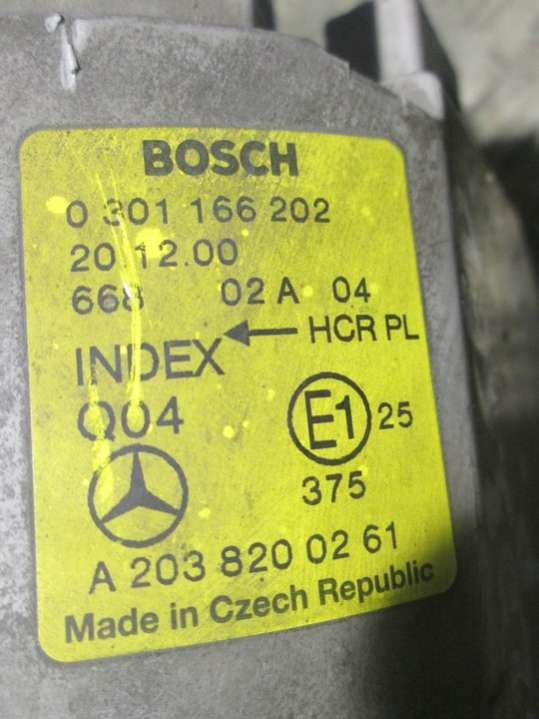 BOSCH
0 301 166 202
20.12.00
668 02 A 04
INDEX ← HCR PL
Q04
E1 25
375
A 203 820 02 61
Made in Czech Republic